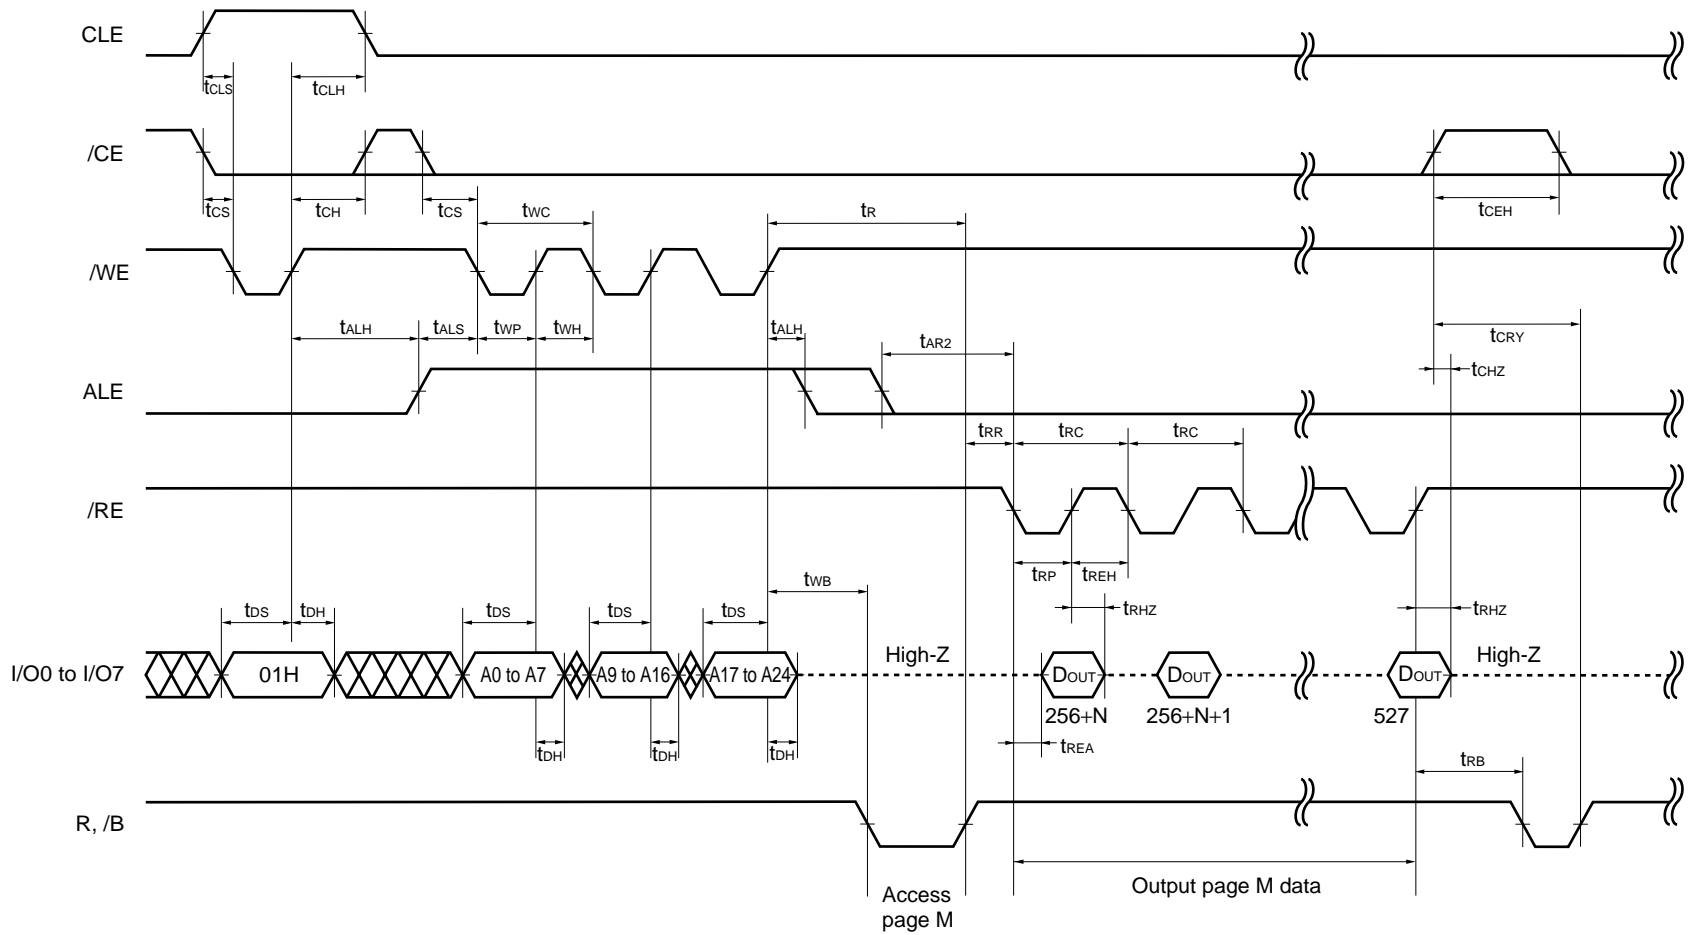 CLE
tCLS
tCLH
/CE
tCS
tCH
tCS
tWC
tR
tCEH
/WE
tALH
tALS
tWP
tWH
tALH
tAR2
tCRY
tCHZ
ALE
tRR
tRC
tRC
/RE
tRP
tREH
tWB
tRHZ
tRHZ
tDS
tDH
tDS
tDS
tDS
I/O0 to I/O7
01H
A0 to A7
A9 to A16
A17 to A24
High-Z
DOUT
DOUT
DOUT
High-Z
256+N
256+N+1
527
tDH
tDH
tDH
tREA
tRB
R, /B
Access
page M
Output page M data